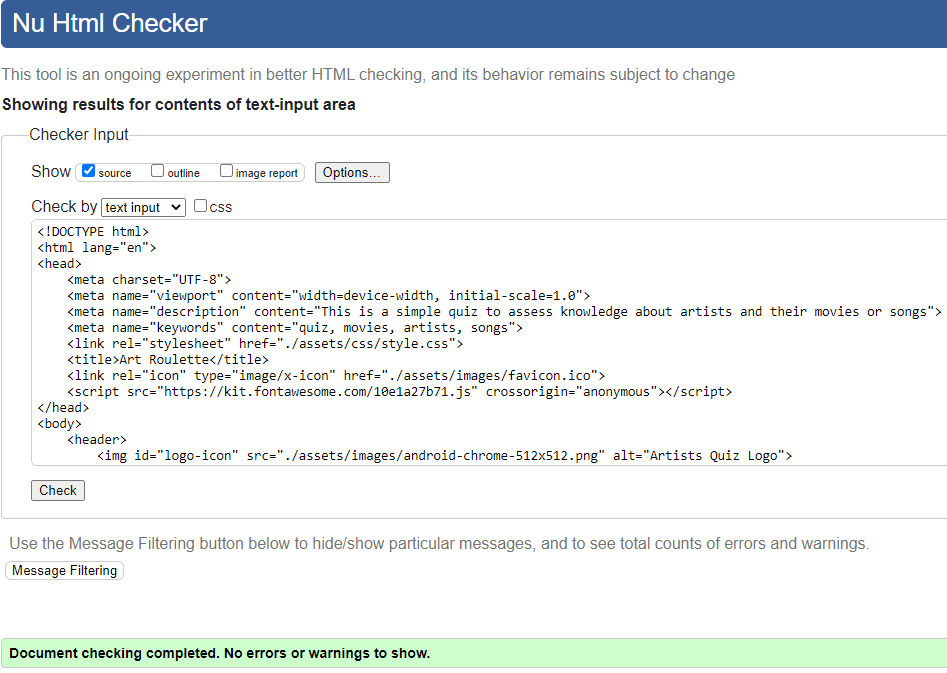 Nu Html Checker
This tool is an ongoing experiment in better HTML checking, and its behavior remains subject to change
Showing results for contents of text-input area
Checker Input
Show source outline image report Options...
Check by text input css
<!DOCTYPE html>
<html lang="en">
<head>
    <meta charset="UTF-8">
    <meta name="viewport" content="width=device-width, initial-scale=1.0">
    <meta name="description" content="This is a simple quiz to assess knowledge about artists and their movies or songs">
    <meta name="keywords" content="quiz, movies, artists, songs">
    <link rel="stylesheet" href="./assets/css/style.css">
    <title>Art Roulette</title>
    <link rel="icon" type="image/x-icon" href="./assets/images/favicon.ico">
    <script src="https://kit.fontawesome.com/10e1a27b71.js" crossorigin="anonymous"></script>
</head>
<body>
    <header>
        <img id="logo-icon" src="./assets/images/android-chrome-512x512.png" alt="Artists Quiz Logo">
Check
Use the Message Filtering button below to hide/show particular messages, and to see total counts of errors and warnings.
Message Filtering
Document checking completed. No errors or warnings to show.